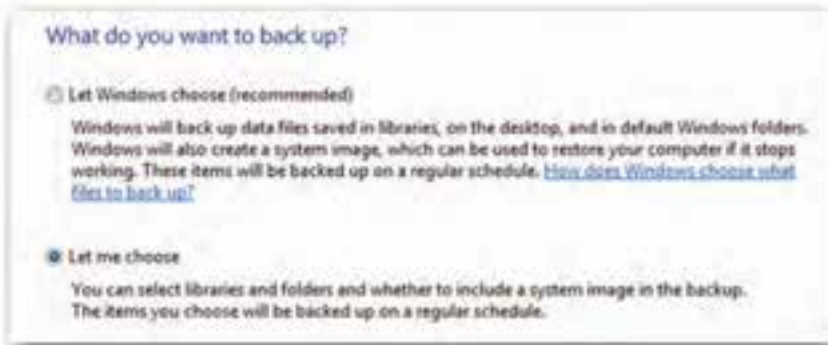 What do you want to back up?
Let Windows choose (recommended)
Windows will back up data files saved in libraries, on the desktop, and in default Windows folders.
Windows will also create a system image, which can be used to restore your computer if it stops
working. These items will be backed up on a regular schedule. How does Windows choose what
files to back up?
Let me choose
You can select libraries and folders and whether to include a system image in the backup.
The items you choose will be backed up on a regular schedule.